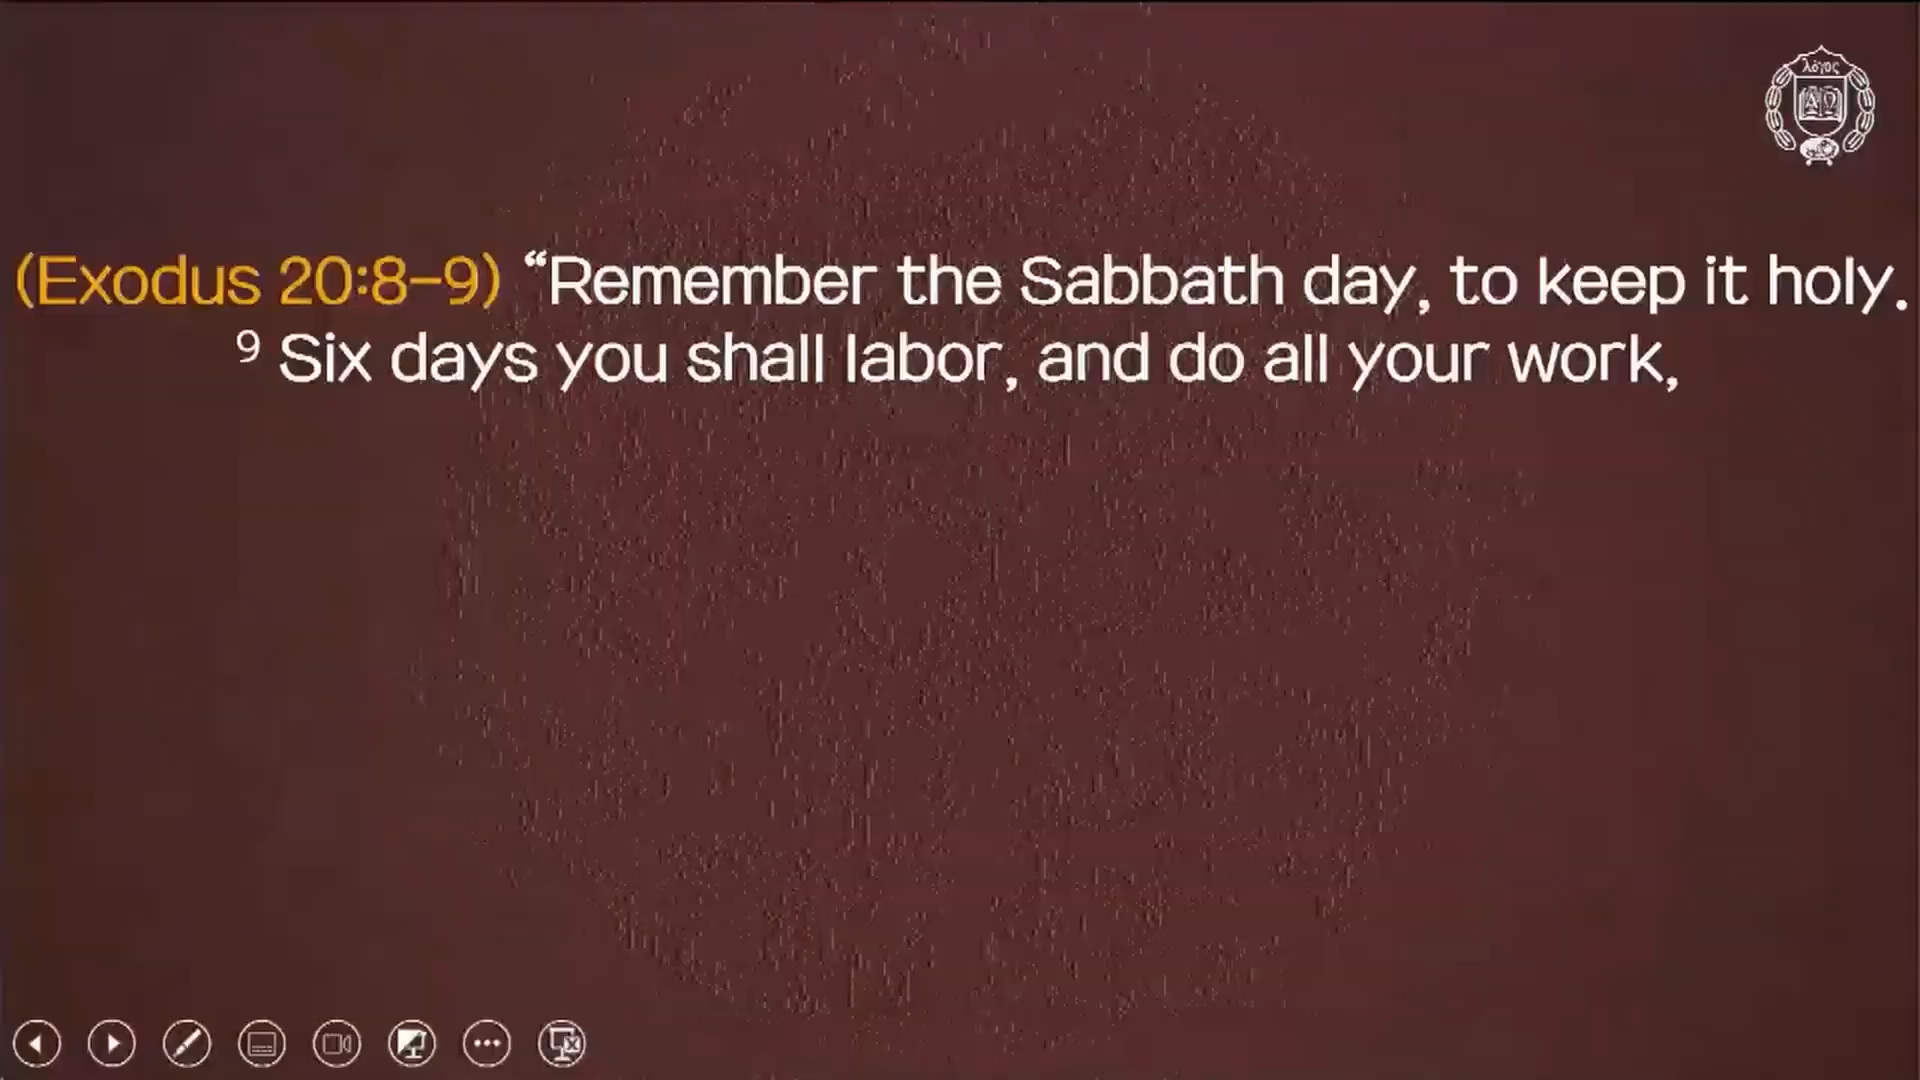 λόγος
Α Ω
(Exodus 20:8–9) “Remember the Sabbath day, to keep it holy.
⁹ Six days you shall labor, and do all your work,